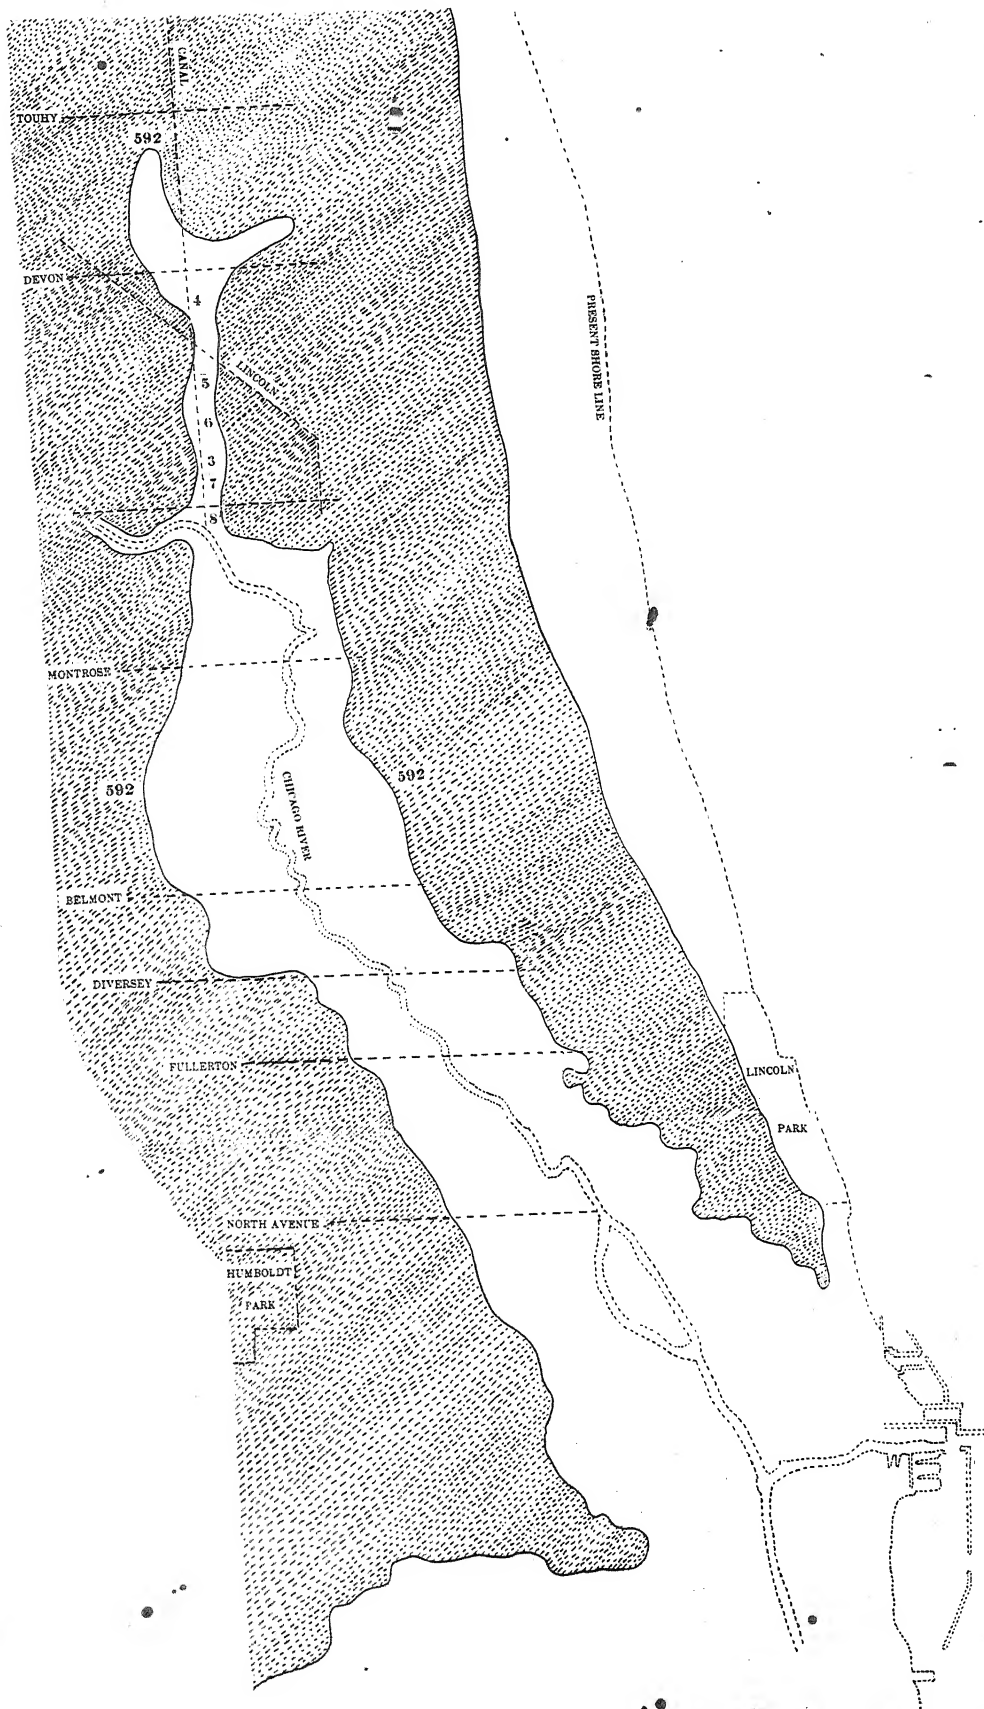 CANAL
TOUHY
592
DEVON
4
PRESENT SHORE LINE
LINCOLN
5
6
3
7
8
MONTROSE
592
592
CHICAGO RIVER
BELMONT
DIVERSEY
FULLERTON
LINCOLN
PARK
NORTH AVENUE
HUMBOLDT
PARK